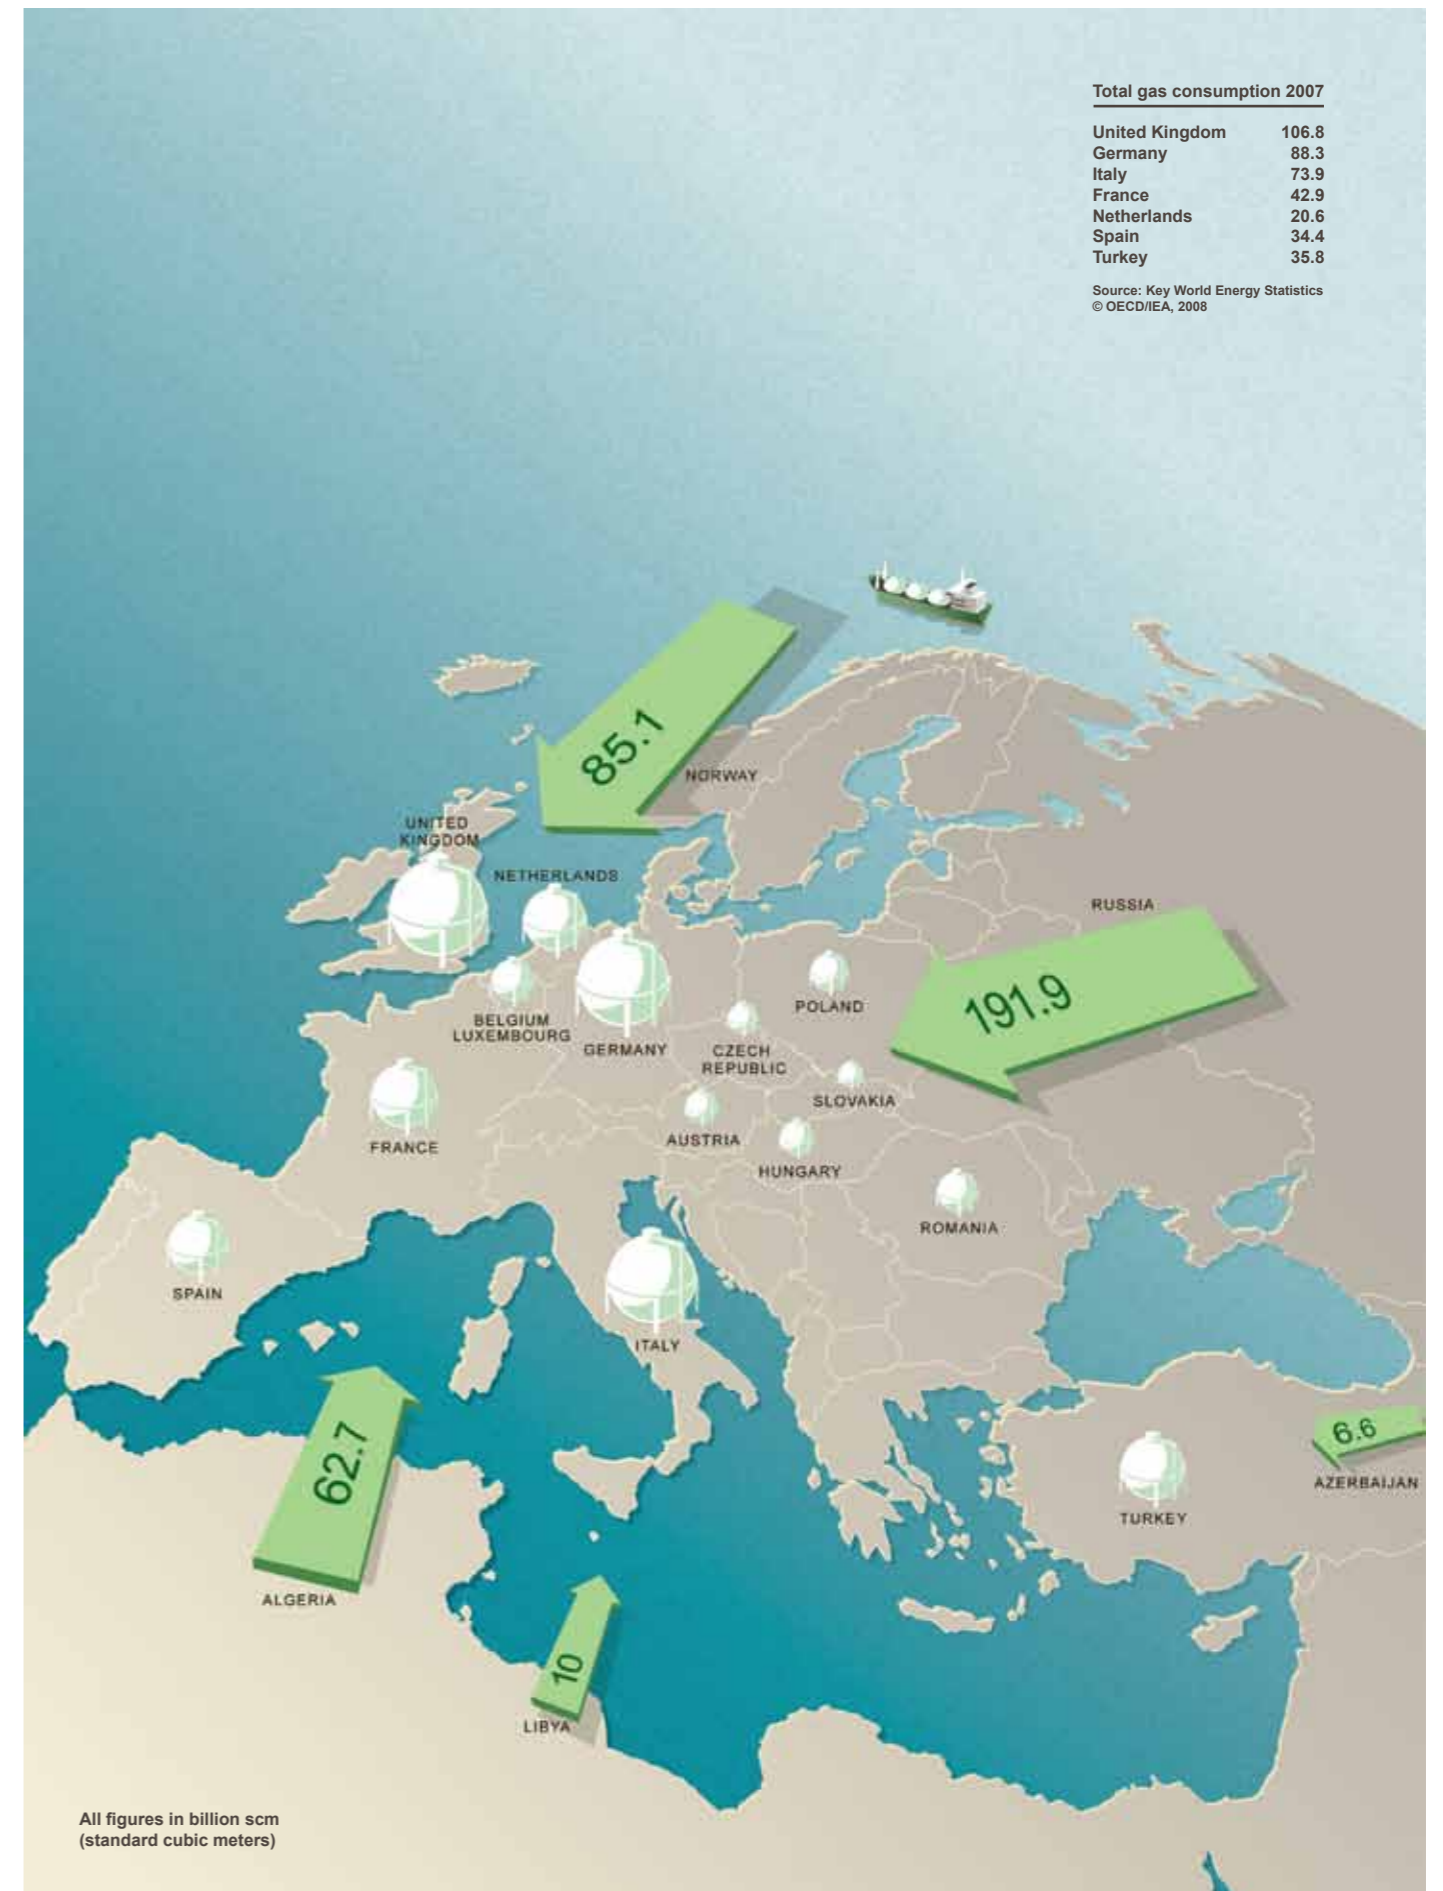 Total gas consumption 2007
United Kingdom 106.8
Germany 88.3
Italy 73.9
France 42.9
Netherlands 20.6
Spain 34.4
Turkey 35.8
Source: Key World Energy Statistics
© OECD/IEA, 2008
85.1
NORWAY
UNITED
KINGDOM
NETHERLANDS
RUSSIA
191.9
POLAND
BELGIUM
LUXEMBOURG
GERMANY
CZECH
REPUBLIC
SLOVAKIA
FRANCE
AUSTRIA
HUNGARY
ROMANIA
SPAIN
ITALY
62.7
6.6
AZERBAIJAN
TURKEY
ALGERIA
10
LIBYA
All figures in billion scm
(standard cubic meters)